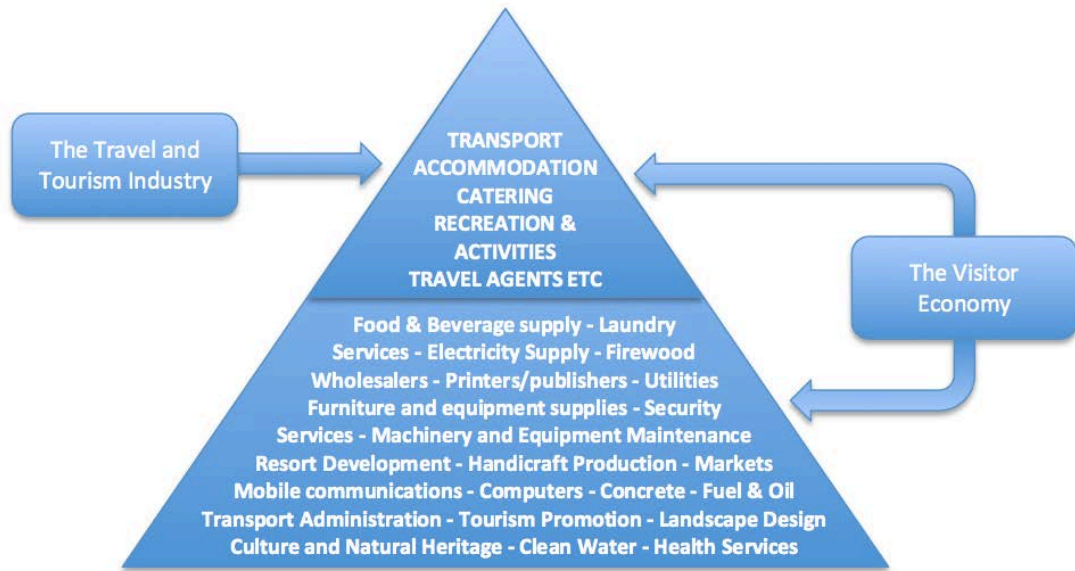 The Travel and
Tourism Industry
TRANSPORT
ACCOMMODATION
CATERING
RECREATION &
ACTIVITIES
TRAVEL AGENTS ETC
The Visitor
Economy
Food & Beverage supply - Laundry
Services - Electricity Supply - Firewood
Wholesalers - Printers/publishers - Utilities
Furniture and equipment supplies - Security
Services - Machinery and Equipment Maintenance
Resort Development - Handicraft Production - Markets
Mobile communications - Computers - Concrete - Fuel & Oil
Transport Administration - Tourism Promotion - Landscape Design
Culture and Natural Heritage - Clean Water - Health Services